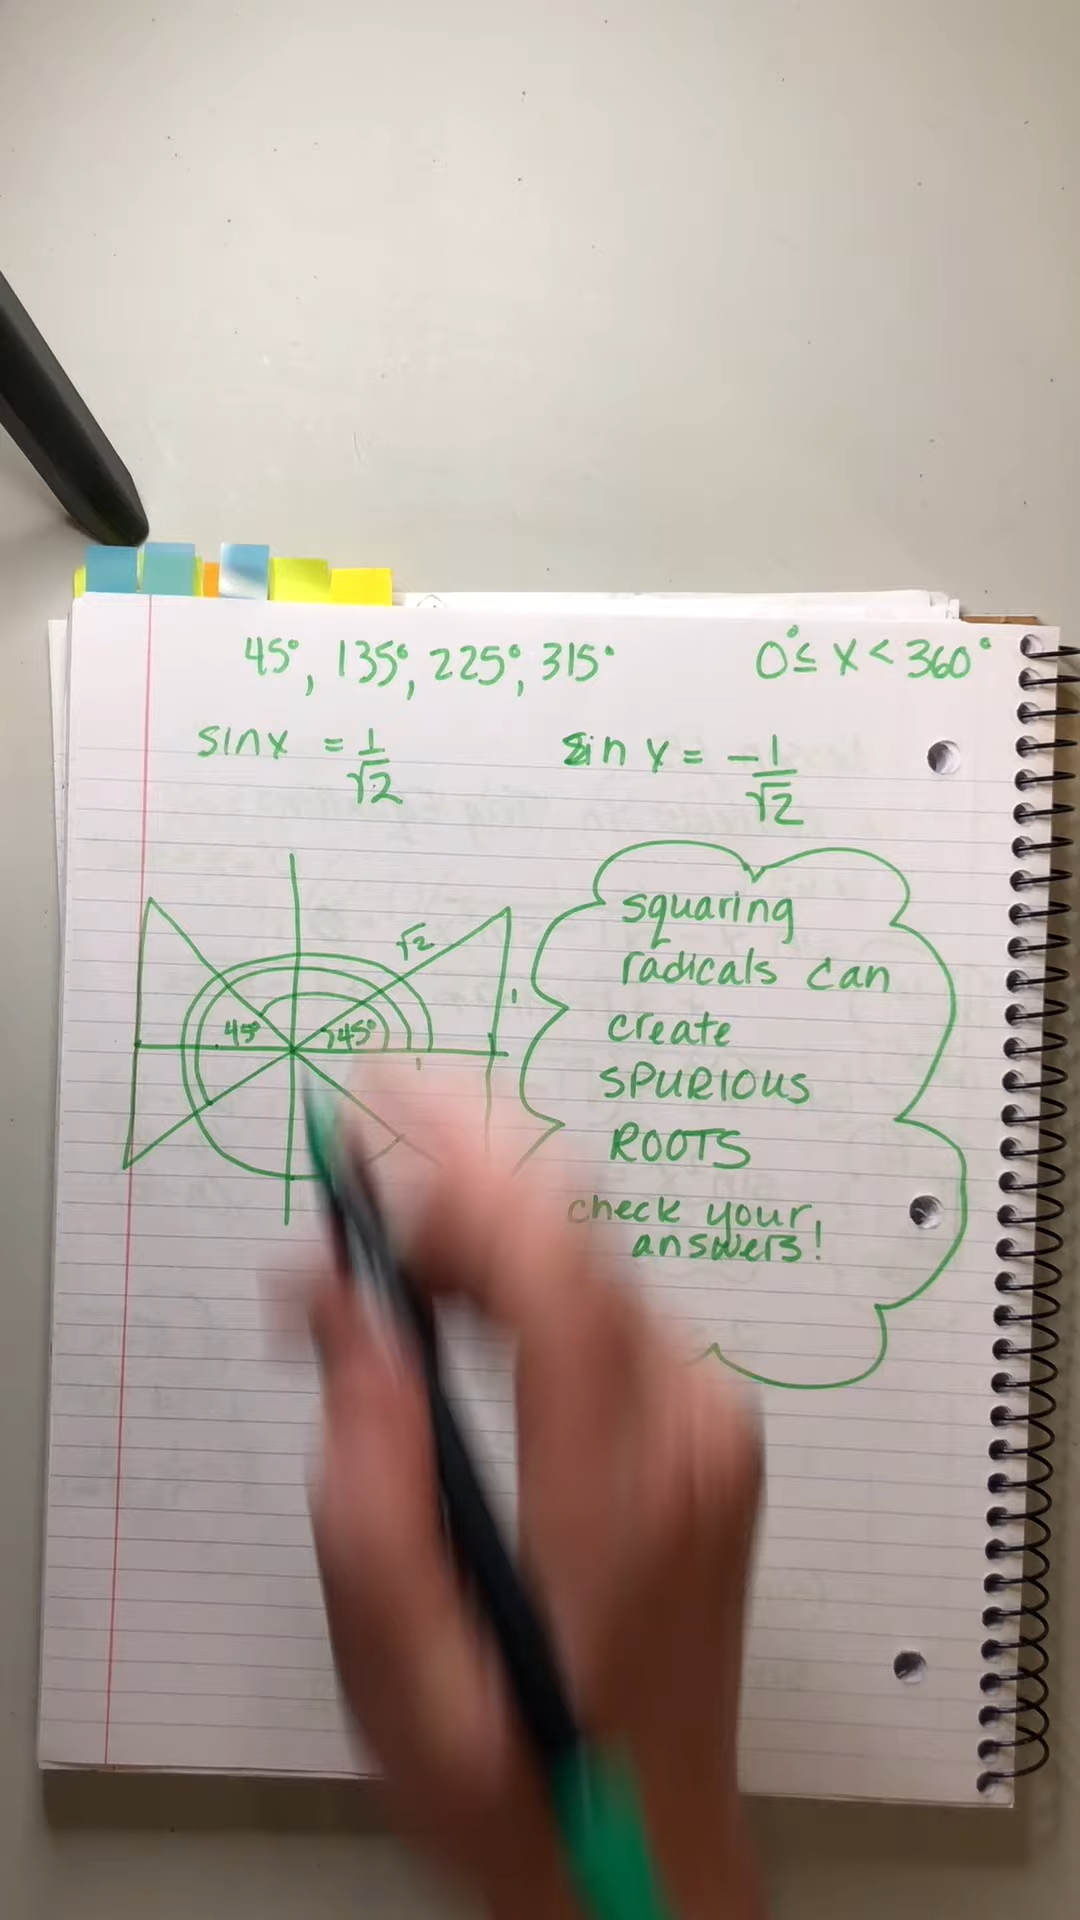 45°, 135°, 225°, 315°
0° ≤ x < 360°
sin x = 1/√2
sin x = -1/√2
√2
1
45°
45°
1
squaring
radicals can
create
SPURIOUS
ROOTS
check your
answers!